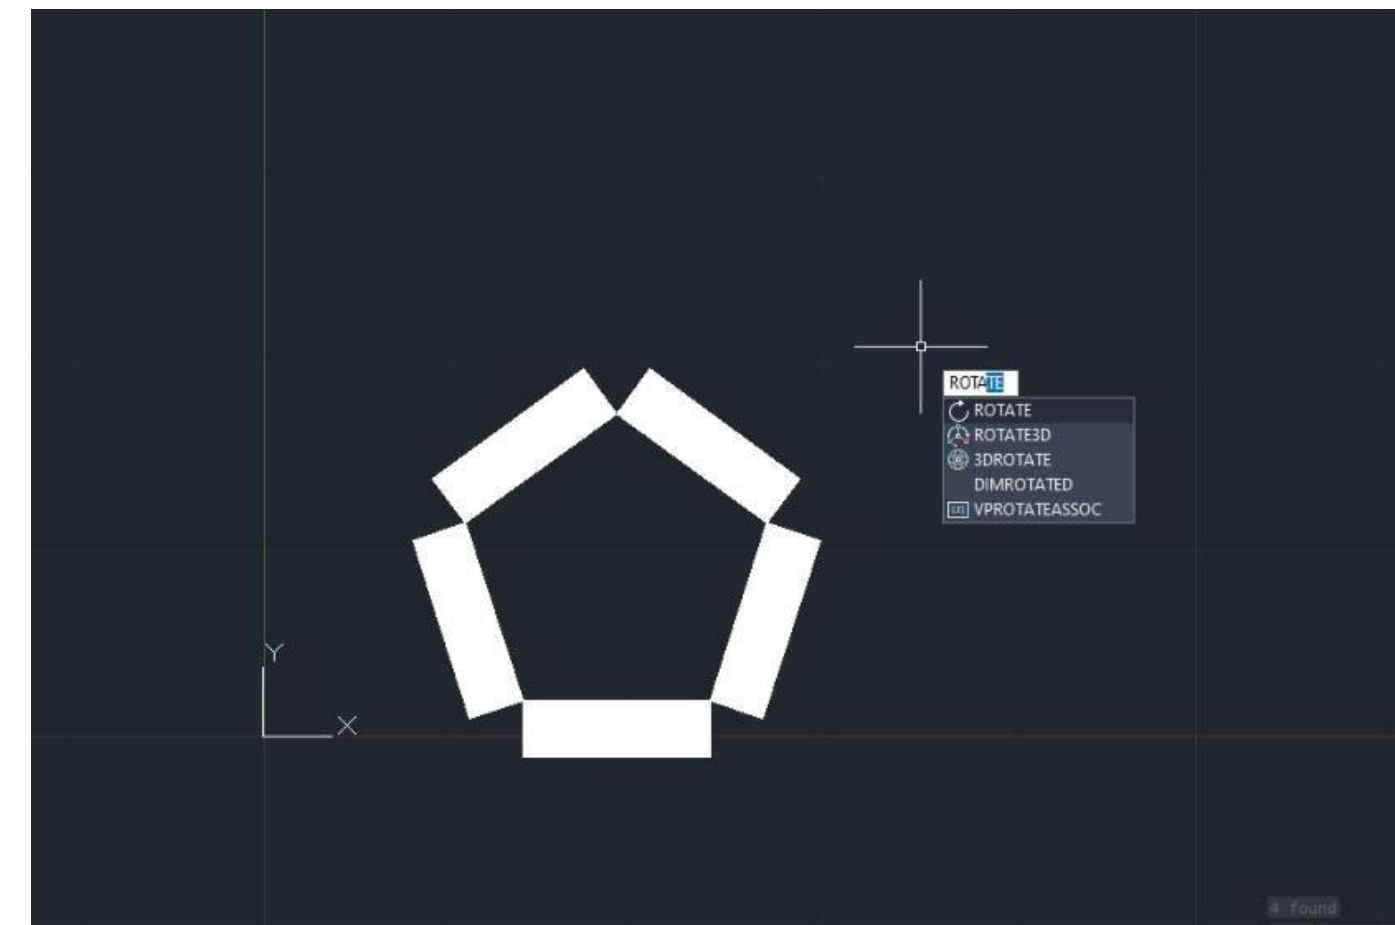 ROTATE
ROTATE
ROTATE3D
3DROTATE
DIMROTATED
VPROTATEASSOC
Y
X
4 found